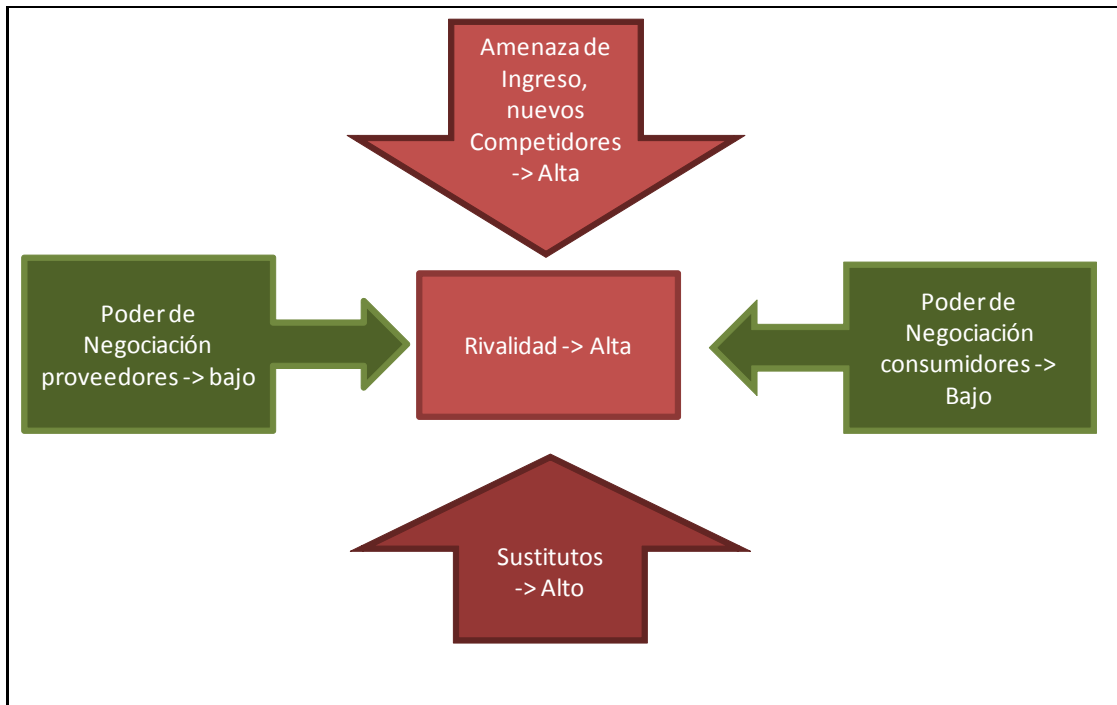 Amenaza de
Ingreso,
nuevos
Competidores
-> Alta
Poder de
Negociación
proveedores -> bajo
Rivalidad -> Alta
Poder de
Negociación
consumidores ->
Bajo
Sustitutos
-> Alto